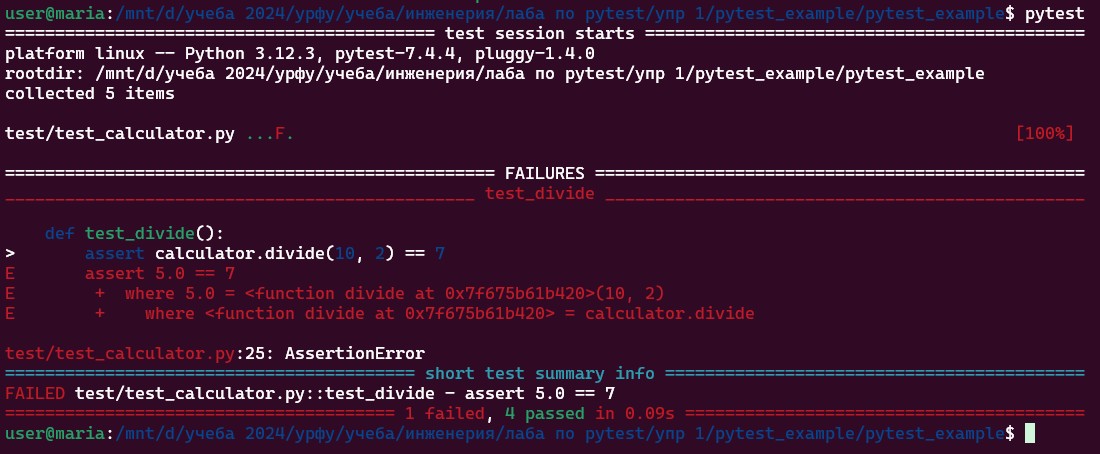 user@maria:/mnt/d/учеба 2024/урфу/учеба/инженерия/лаба по pytest/упр 1/pytest_example/pytest_example$ pytest
=========================================== test session starts ============================================
platform linux -- Python 3.12.3, pytest-7.4.4, pluggy-1.4.0
rootdir: /mnt/d/учеба 2024/урфу/учеба/инженерия/лаба по pytest/упр 1/pytest_example/pytest_example
collected 5 items
test/test_calculator.py ...F. [100%]
================================================= FAILURES =================================================
_______________________________________________ test_divide ________________________________________________
    def test_divide():
>       assert calculator.divide(10, 2) == 7
E       assert 5.0 == 7
E        +  where 5.0 = <function divide at 0x7f675b61b420>(10, 2)
E        +    where <function divide at 0x7f675b61b420> = calculator.divide
test/test_calculator.py:25: AssertionError
========================================= short test summary info ==========================================
FAILED test/test_calculator.py::test_divide - assert 5.0 == 7
======================================= 1 failed, 4 passed in 0.09s ========================================
user@maria:/mnt/d/учеба 2024/урфу/учеба/инженерия/лаба по pytest/упр 1/pytest_example/pytest_example$